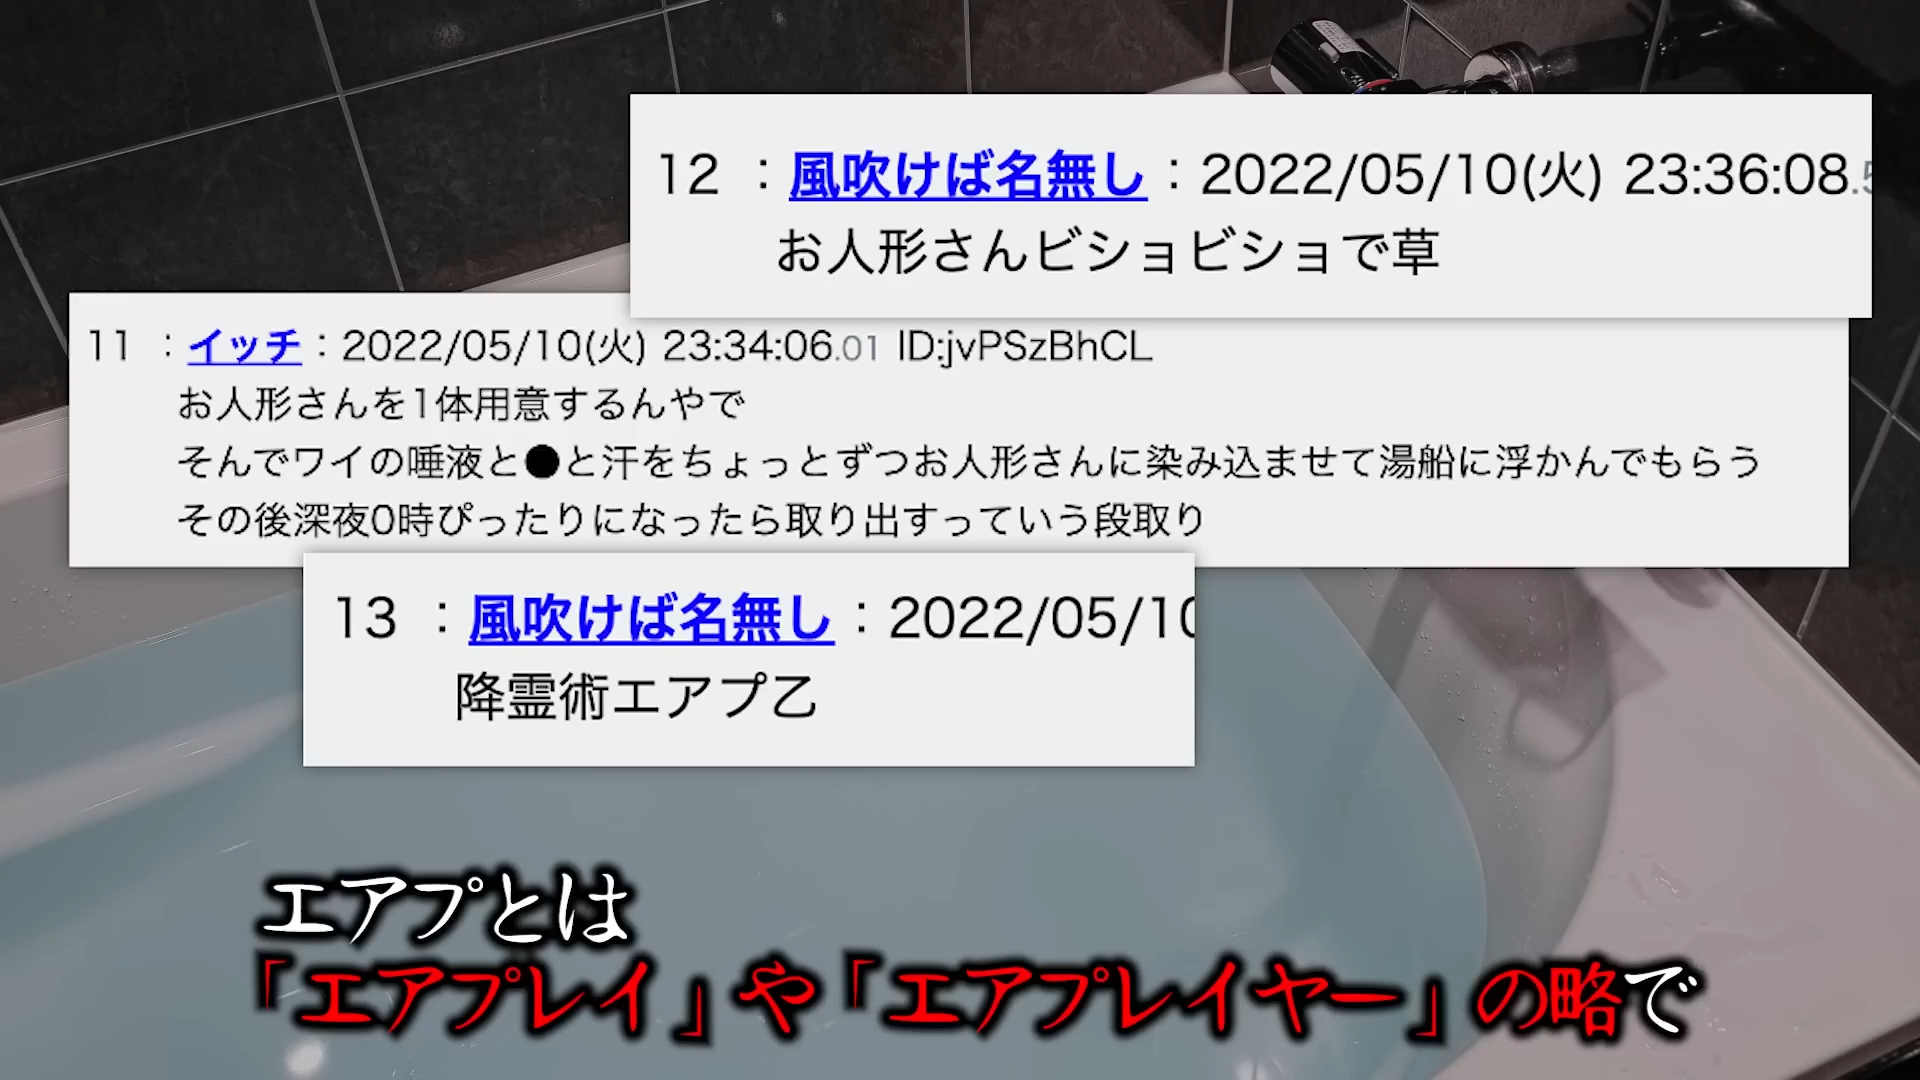 12 ：風吹けば名無し：2022/05/10(火) 23:36:08.5
お人形さんビショビショで草
11 ：イッチ：2022/05/10(火) 23:34:06.01 ID:jvPSzBhCL
お人形さんを1体用意するんやで
そんでワイの唾液と●と汗をちょっとずつお人形さんに染み込ませて湯船に浮かんでもらう
その後深夜0時ぴったりになったら取り出すっていう段取り
13 ：風吹けば名無し：2022/05/10
降霊術エアプ乙
エアプとは
「エアプレイ」や「エアプレイヤー」の略で